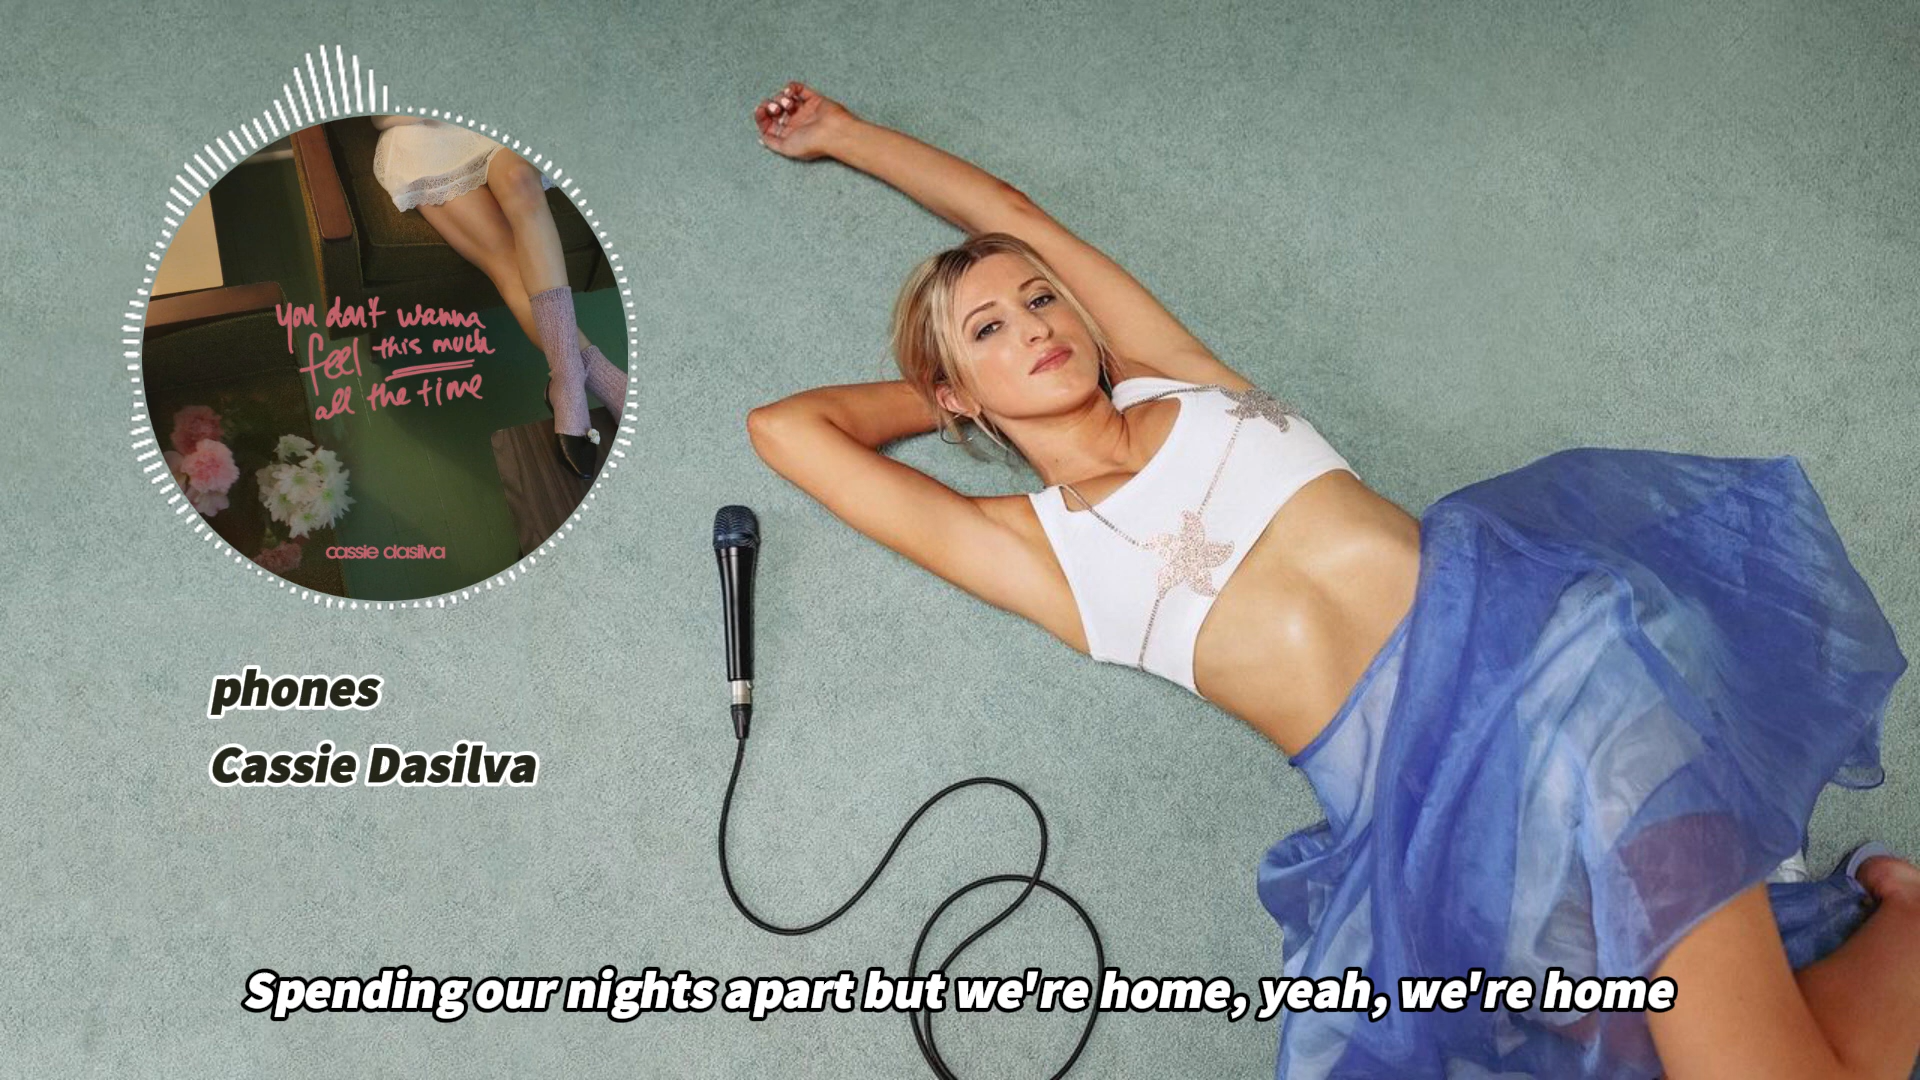 you don't wanna
feel this much
all the time
cassie dasilva
phones
Cassie Dasilva
Spending our nights apart but we're home, yeah, we're home